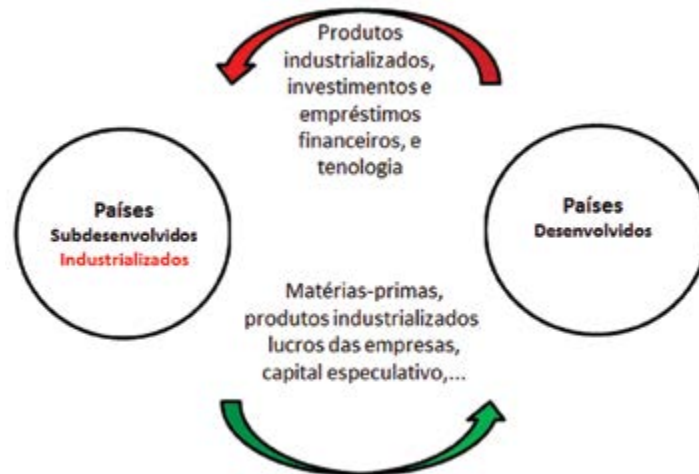 Produtos
industrializados,
investimentos e
empréstimos
financeiros, e
tenologia
Países
Subdesenvolvidos
Industrializados
Países
Desenvolvidos
Matérias-primas,
produtos industrializados
lucros das empresas,
capital especulativo,...